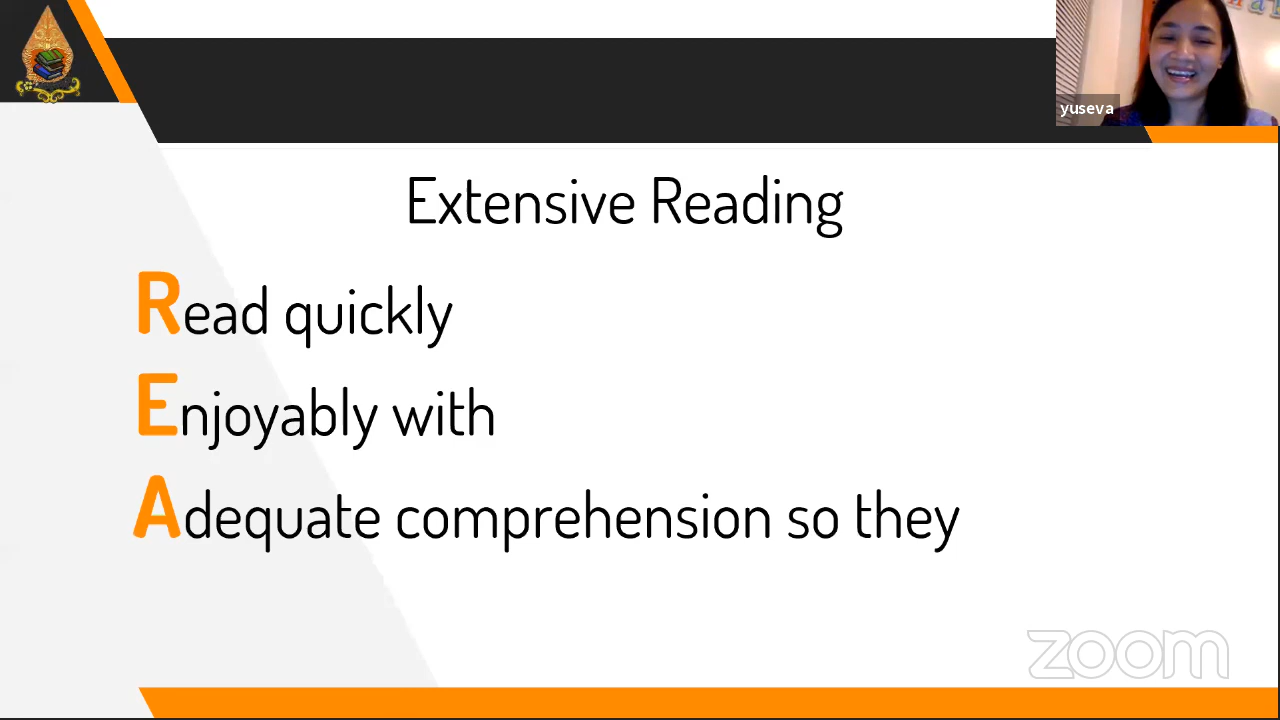 yuseva
Extensive Reading
Read quickly
Enjoyably with
Adequate comprehension so they
zoom